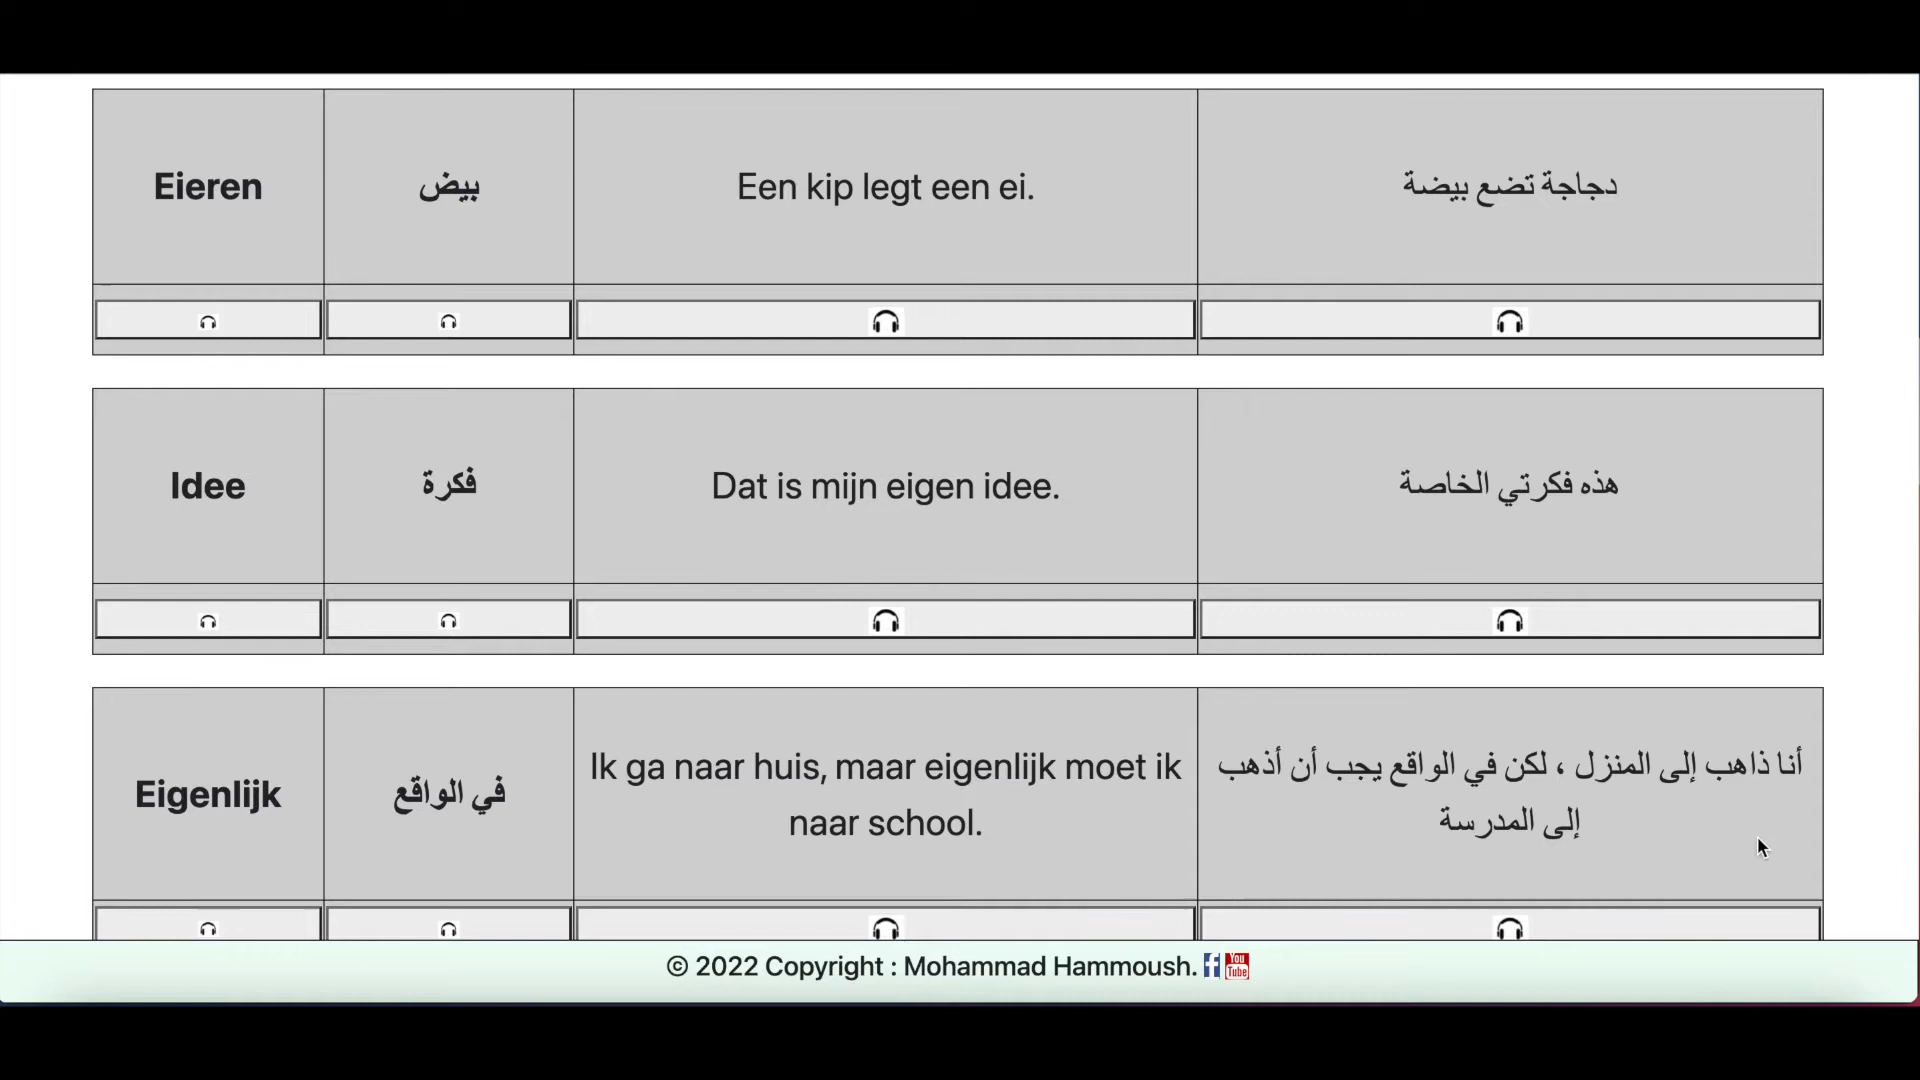 Eieren
بيض
Een kip legt een ei.
دجاجة تضع بيضة
Idee
فكرة
Dat is mijn eigen idee.
هذه فكرتي الخاصة
Eigenlijk
في الواقع
Ik ga naar huis, maar eigenlijk moet ik
naar school.
أنا ذاهب إلى المنزل ، لكن في الواقع يجب أن أذهب
إلى المدرسة
© 2022 Copyright : Mohammad Hammoush.
f You Tube